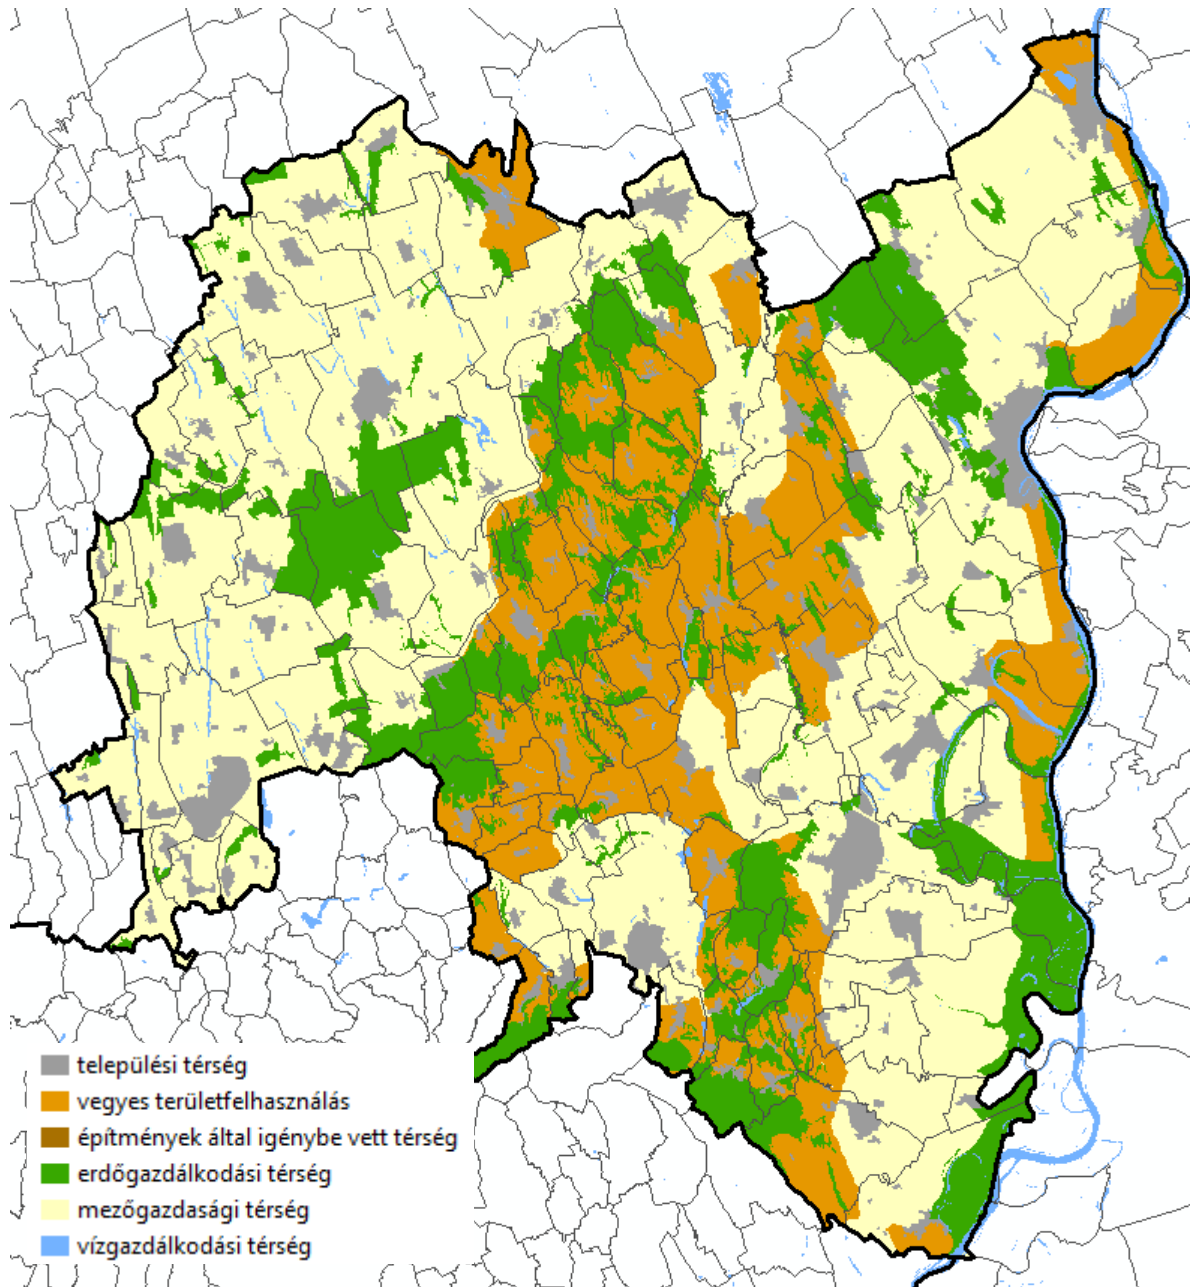 települési térség
vegyes területfelhasználás
építmények által igénybe vett térség
erdőgazdálkodási térség
mezőgazdasági térség
vízgazdálkodási térség